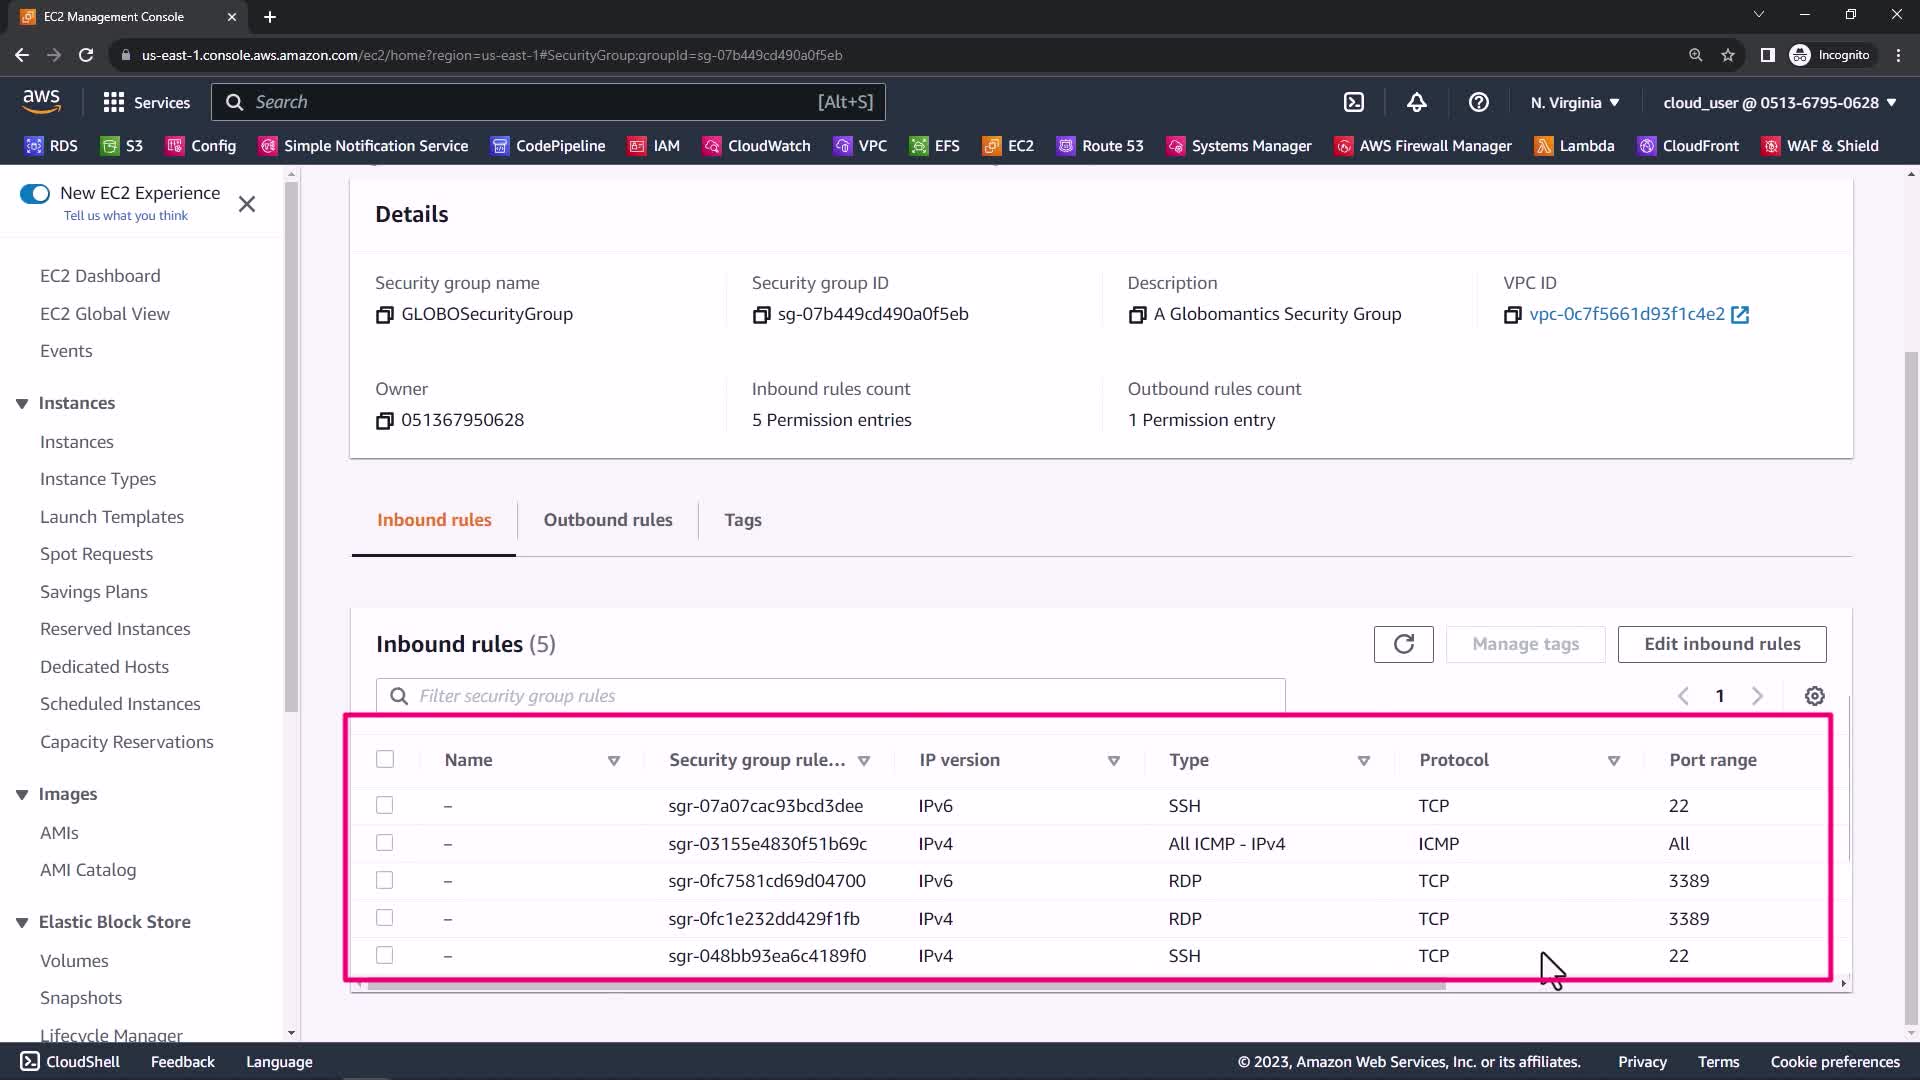 EC2 Management Console
us-east-1.console.aws.amazon.com/ec2/home?region=us-east-1#SecurityGroup:groupId=sg-07b449cd490a0f5eb
Incognito
aws
Services
Search
[Alt+S]
N. Virginia
cloud_user @ 0513-6795-0628
RDS
S3
Config
Simple Notification Service
CodePipeline
IAM
CloudWatch
VPC
EFS
EC2
Route 53
Systems Manager
AWS Firewall Manager
Lambda
CloudFront
WAF & Shield
New EC2 Experience
Tell us what you think
EC2 Dashboard
EC2 Global View
Events
Instances
Instances
Instance Types
Launch Templates
Spot Requests
Savings Plans
Reserved Instances
Dedicated Hosts
Scheduled Instances
Capacity Reservations
Images
AMIs
AMI Catalog
Elastic Block Store
Volumes
Snapshots
Lifecycle Manager
Details
Security group name
GLOBOSecurityGroup
Security group ID
sg-07b449cd490a0f5eb
Description
A Globomantics Security Group
VPC ID
vpc-0c7f5661d93f1c4e2
Owner
051367950628
Inbound rules count
5 Permission entries
Outbound rules count
1 Permission entry
Inbound rules
Outbound rules
Tags
Inbound rules (5)
Manage tags
Edit inbound rules
Filter security group rules
1
Name Security group rule... IP version Type Protocol Port range
– sgr-07a07cac93bcd3dee IPv6 SSH TCP 22
– sgr-03155e4830f51b69c IPv4 All ICMP - IPv4 ICMP All
– sgr-0fc7581cd69d04700 IPv6 RDP TCP 3389
– sgr-0fc1e232dd429f1fb IPv4 RDP TCP 3389
– sgr-048bb93ea6c4189f0 IPv4 SSH TCP 22
CloudShell
Feedback
Language
© 2023, Amazon Web Services, Inc. or its affiliates.
Privacy
Terms
Cookie preferences